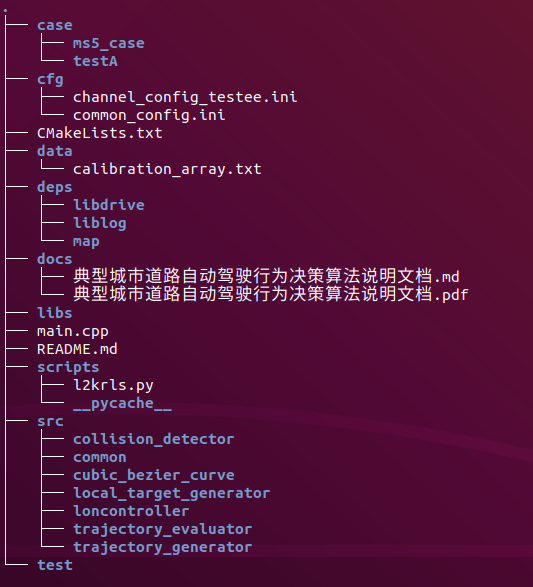 .
├── case
│   ├── ms5_case
│   └── testA
├── cfg
│   ├── channel_config_testee.ini
│   └── common_config.ini
├── CMakeLists.txt
├── data
│   └── calibration_array.txt
├── deps
│   ├── libdrive
│   ├── liblog
│   └── map
├── docs
│   ├── 典型城市道路自动驾驶行为决策算法说明文档.md
│   └── 典型城市道路自动驾驶行为决策算法说明文档.pdf
├── libs
├── main.cpp
├── README.md
├── scripts
│   ├── l2krls.py
│   └── __pycache__
├── src
│   ├── collision_detector
│   ├── common
│   ├── cubic_bezier_curve
│   ├── local_target_generator
│   ├── loncontroller
│   ├── trajectory_evaluator
│   └── trajectory_generator
└── test